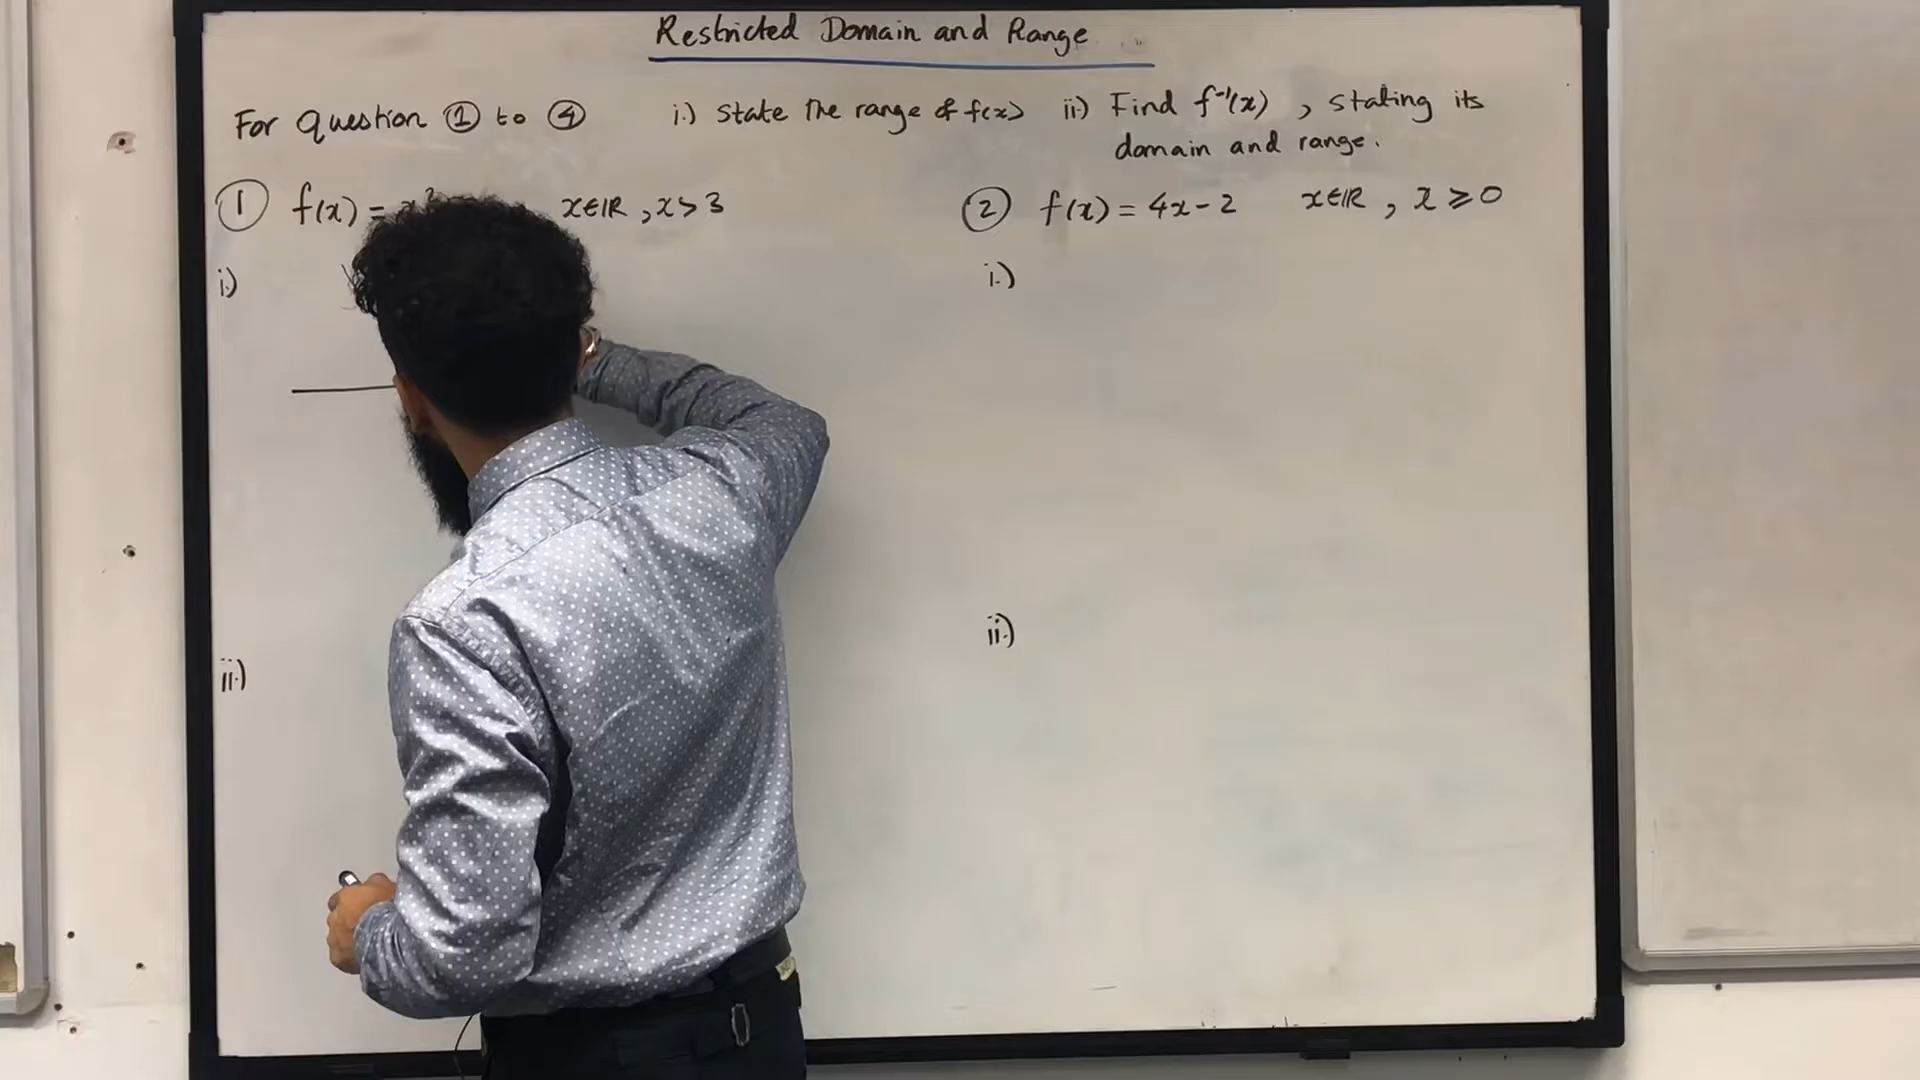 Restricted Domain and Range
For Question ① to ④ i.) state the range of f(x) ii.) Find f⁻¹(x) , stating its
domain and range.
① f(x) = x² x∈ℝ , x>3
② f(x) = 4x-2 x∈ℝ , x ⩾ 0
i.)
i.)
ii.)
ii.)